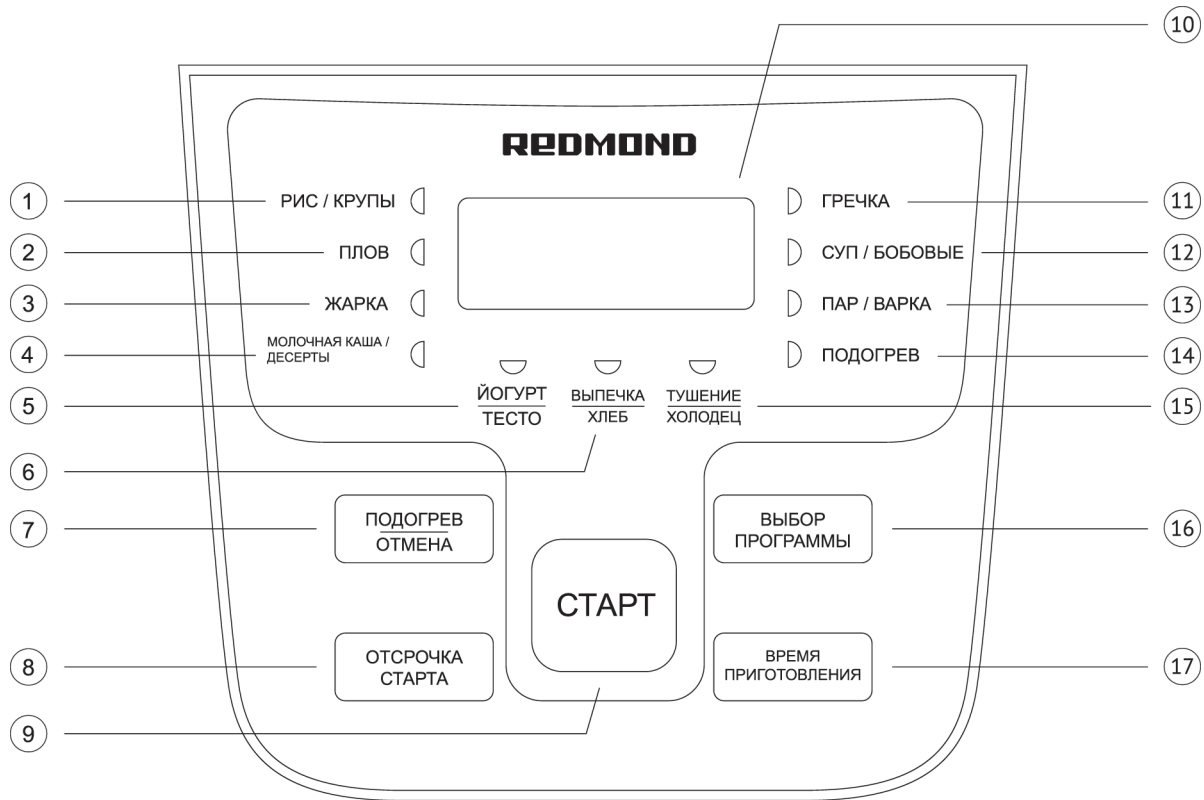 10
REDMOND
1
РИС / КРУПЫ
ГРЕЧКА
11
2
ПЛОВ
СУП / БОБОВЫЕ
12
3
ЖАРКА
ПАР / ВАРКА
13
4
МОЛОЧНАЯ КАША /
ДЕСЕРТЫ
ПОДОГРЕВ
14
5
ЙОГУРТ
ТЕСТО
ВЫПЕЧКА
ХЛЕБ
ТУШЕНИЕ
ХОЛОДЕЦ
15
6
7
ПОДОГРЕВ
ОТМЕНА
ВЫБОР
ПРОГРАММЫ
16
СТАРТ
8
ОТСРОЧКА
СТАРТА
ВРЕМЯ
ПРИГОТОВЛЕНИЯ
17
9